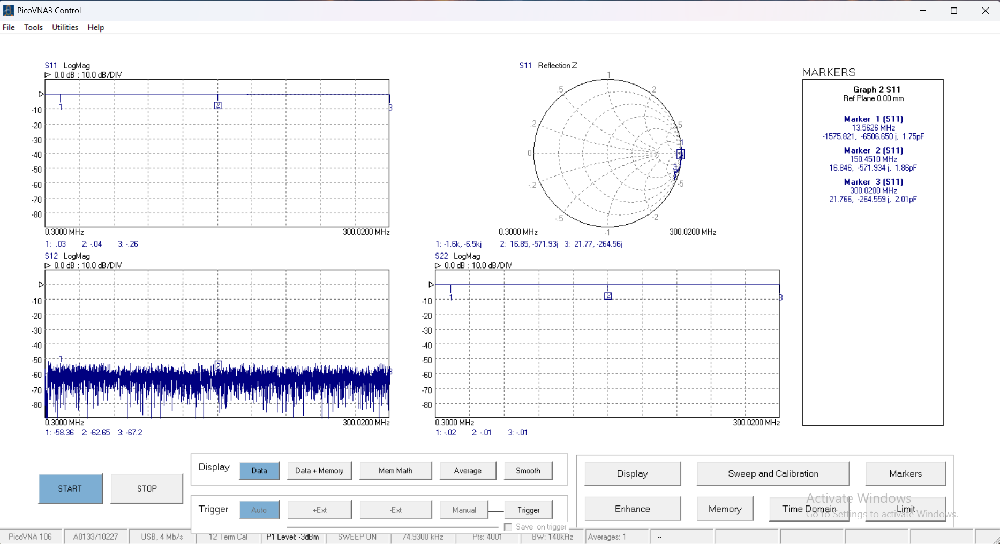 PicoVNA3 Control
File Tools Utilities Help
S11 LogMag
0.0 dB : 10.0 dB/DIV
-10
-20
-30
-40
-50
-60
-70
-80
1
2
3
0.3000 MHz 300.0200 MHz
1: .03 2: -.04 3: -.26
S11 Reflection Z
1
.5
2
.2
5
0
-.2
-5
-.5
-2
-1
1
2
3
0.3000 MHz 300.0200 MHz
1: -1.6k, -6.5kj 2: 16.85, -571.93j 3: 21.77, -264.56j
MARKERS
Graph 2 S11
Ref Plane 0.00 mm
Marker 1 (S11)
13.5626 MHz
-1575.821, -6506.650 j, 1.75pF
Marker 2 (S11)
150.4510 MHz
16.846, -571.934 j, 1.86pF
Marker 3 (S11)
300.0200 MHz
21.766, -264.559 j, 2.01pF
S12 LogMag
0.0 dB : 10.0 dB/DIV
-10
-20
-30
-40
-50
-60
-70
-80
1
2
3
0.3000 MHz 300.0200 MHz
1: -58.36 2: -62.65 3: -67.2
S22 LogMag
0.0 dB : 10.0 dB/DIV
-10
-20
-30
-40
-50
-60
-70
-80
1
2
3
0.3000 MHz 300.0200 MHz
1: -.02 2: -.01 3: -.01
START STOP
Display Data Data + Memory Mem Math Average Smooth
Trigger Auto +Ext -Ext Manual Trigger
Save on trigger
Display Sweep and Calibration Markers
Enhance Memory Time Domain Limit
Activate Windows
Go to Settings to activate Windows.
PicoVNA 106 A0133/10227 USB, 4 Mb/s 12 Term Cal P1 Level: -3dBm SWEEP ON 74.9300 kHz Pts: 4001 BW: 140kHz Averages: 1 --